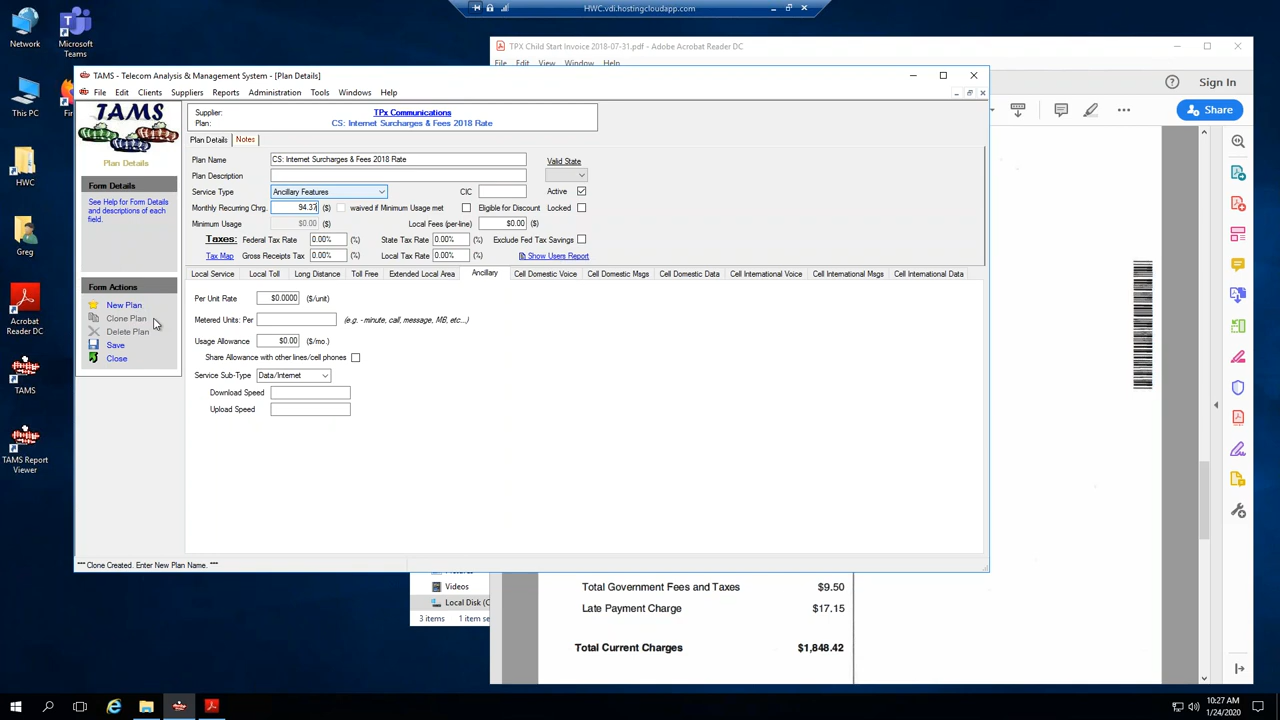 HWC.vdi.hostingcloudapp.com
Network
Microsoft
Teams
This PC
HWC
Greg
Acrobat
Reader DC
TAMS
TAMS Report
Viewer
TPX Child Start Invoice 2018-07-31.pdf - Adobe Acrobat Reader DC
File Edit View Window Help
Sign In
Share
TAMS - Telecom Analysis & Management System - [Plan Details]
File Edit Clients Suppliers Reports Administration Tools Windows Help
TAMS
Plan Details
Form Details
See Help for Form Details
and descriptions of each
field.
Form Actions
New Plan
Clone Plan
Delete Plan
Save
Close
Supplier: TPx Communications
Plan: CS: Internet Surcharges & Fees 2018 Rate
Plan Details Notes
Plan Name CS: Internet Surcharges & Fees 2018 Rate Valid State
Plan Description
Service Type Ancillary Features CIC Active
Monthly Recurring Chrg. 94.37 ($) waived if Minimum Usage met Eligible for Discount Locked
Minimum Usage $0.00 ($) Local Fees (per-line) $0.00 ($)
Taxes: Federal Tax Rate 0.00% (%) State Tax Rate 0.00% (%) Exclude Fed Tax Savings
Tax Map Gross Receipts Tax 0.00% (%) Local Tax Rate 0.00% (%) Show Users Report
Local Service Local Toll Long Distance Toll Free Extended Local Area Ancillary Cell Domestic Voice Cell Domestic Msgs Cell Domestic Data Cell International Voice Cell International Msgs Cell International Data
Per Unit Rate $0.0000 ($/unit)
Metered Units: Per (e.g. - minute, call, message, MB, etc...)
Usage Allowance $0.00 ($/mo.)
Share Allowance with other lines/cell phones
Service Sub-Type Data/Internet
Download Speed
Upload Speed
*** Clone Created. Enter New Plan Name. ***
Videos
Local Disk (C
3 items 1 item se
Total Government Fees and Taxes $9.50
Late Payment Charge $17.15
Total Current Charges $1,848.42
10:27 AM
1/24/2020